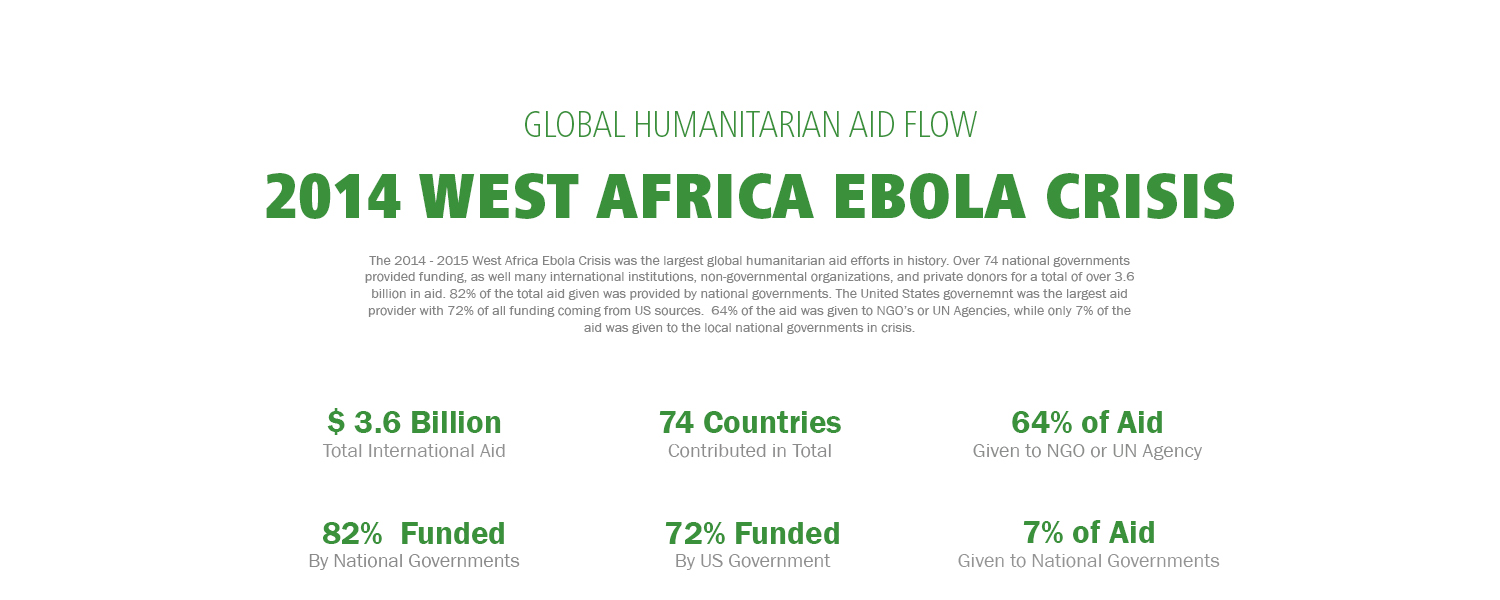 GLOBAL HUMANITARIAN AID FLOW
2014 WEST AFRICA EBOLA CRISIS
The 2014 - 2015 West Africa Ebola Crisis was the largest global humanitarian aid efforts in history. Over 74 national governments
provided funding, as well many international institutions, non-governmental organizations, and private donors for a total of over 3.6
billion in aid. 82% of the total aid given was provided by national governments. The United States governemnt was the largest aid
provider with 72% of all funding coming from US sources.  64% of the aid was given to NGO's or UN Agencies, while only 7% of the
aid was given to the local national governments in crisis.
$ 3.6 Billion
Total International Aid
74 Countries
Contributed in Total
64% of Aid
Given to NGO or UN Agency
82%  Funded
By National Governments
72% Funded
By US Government
7% of Aid
Given to National Governments